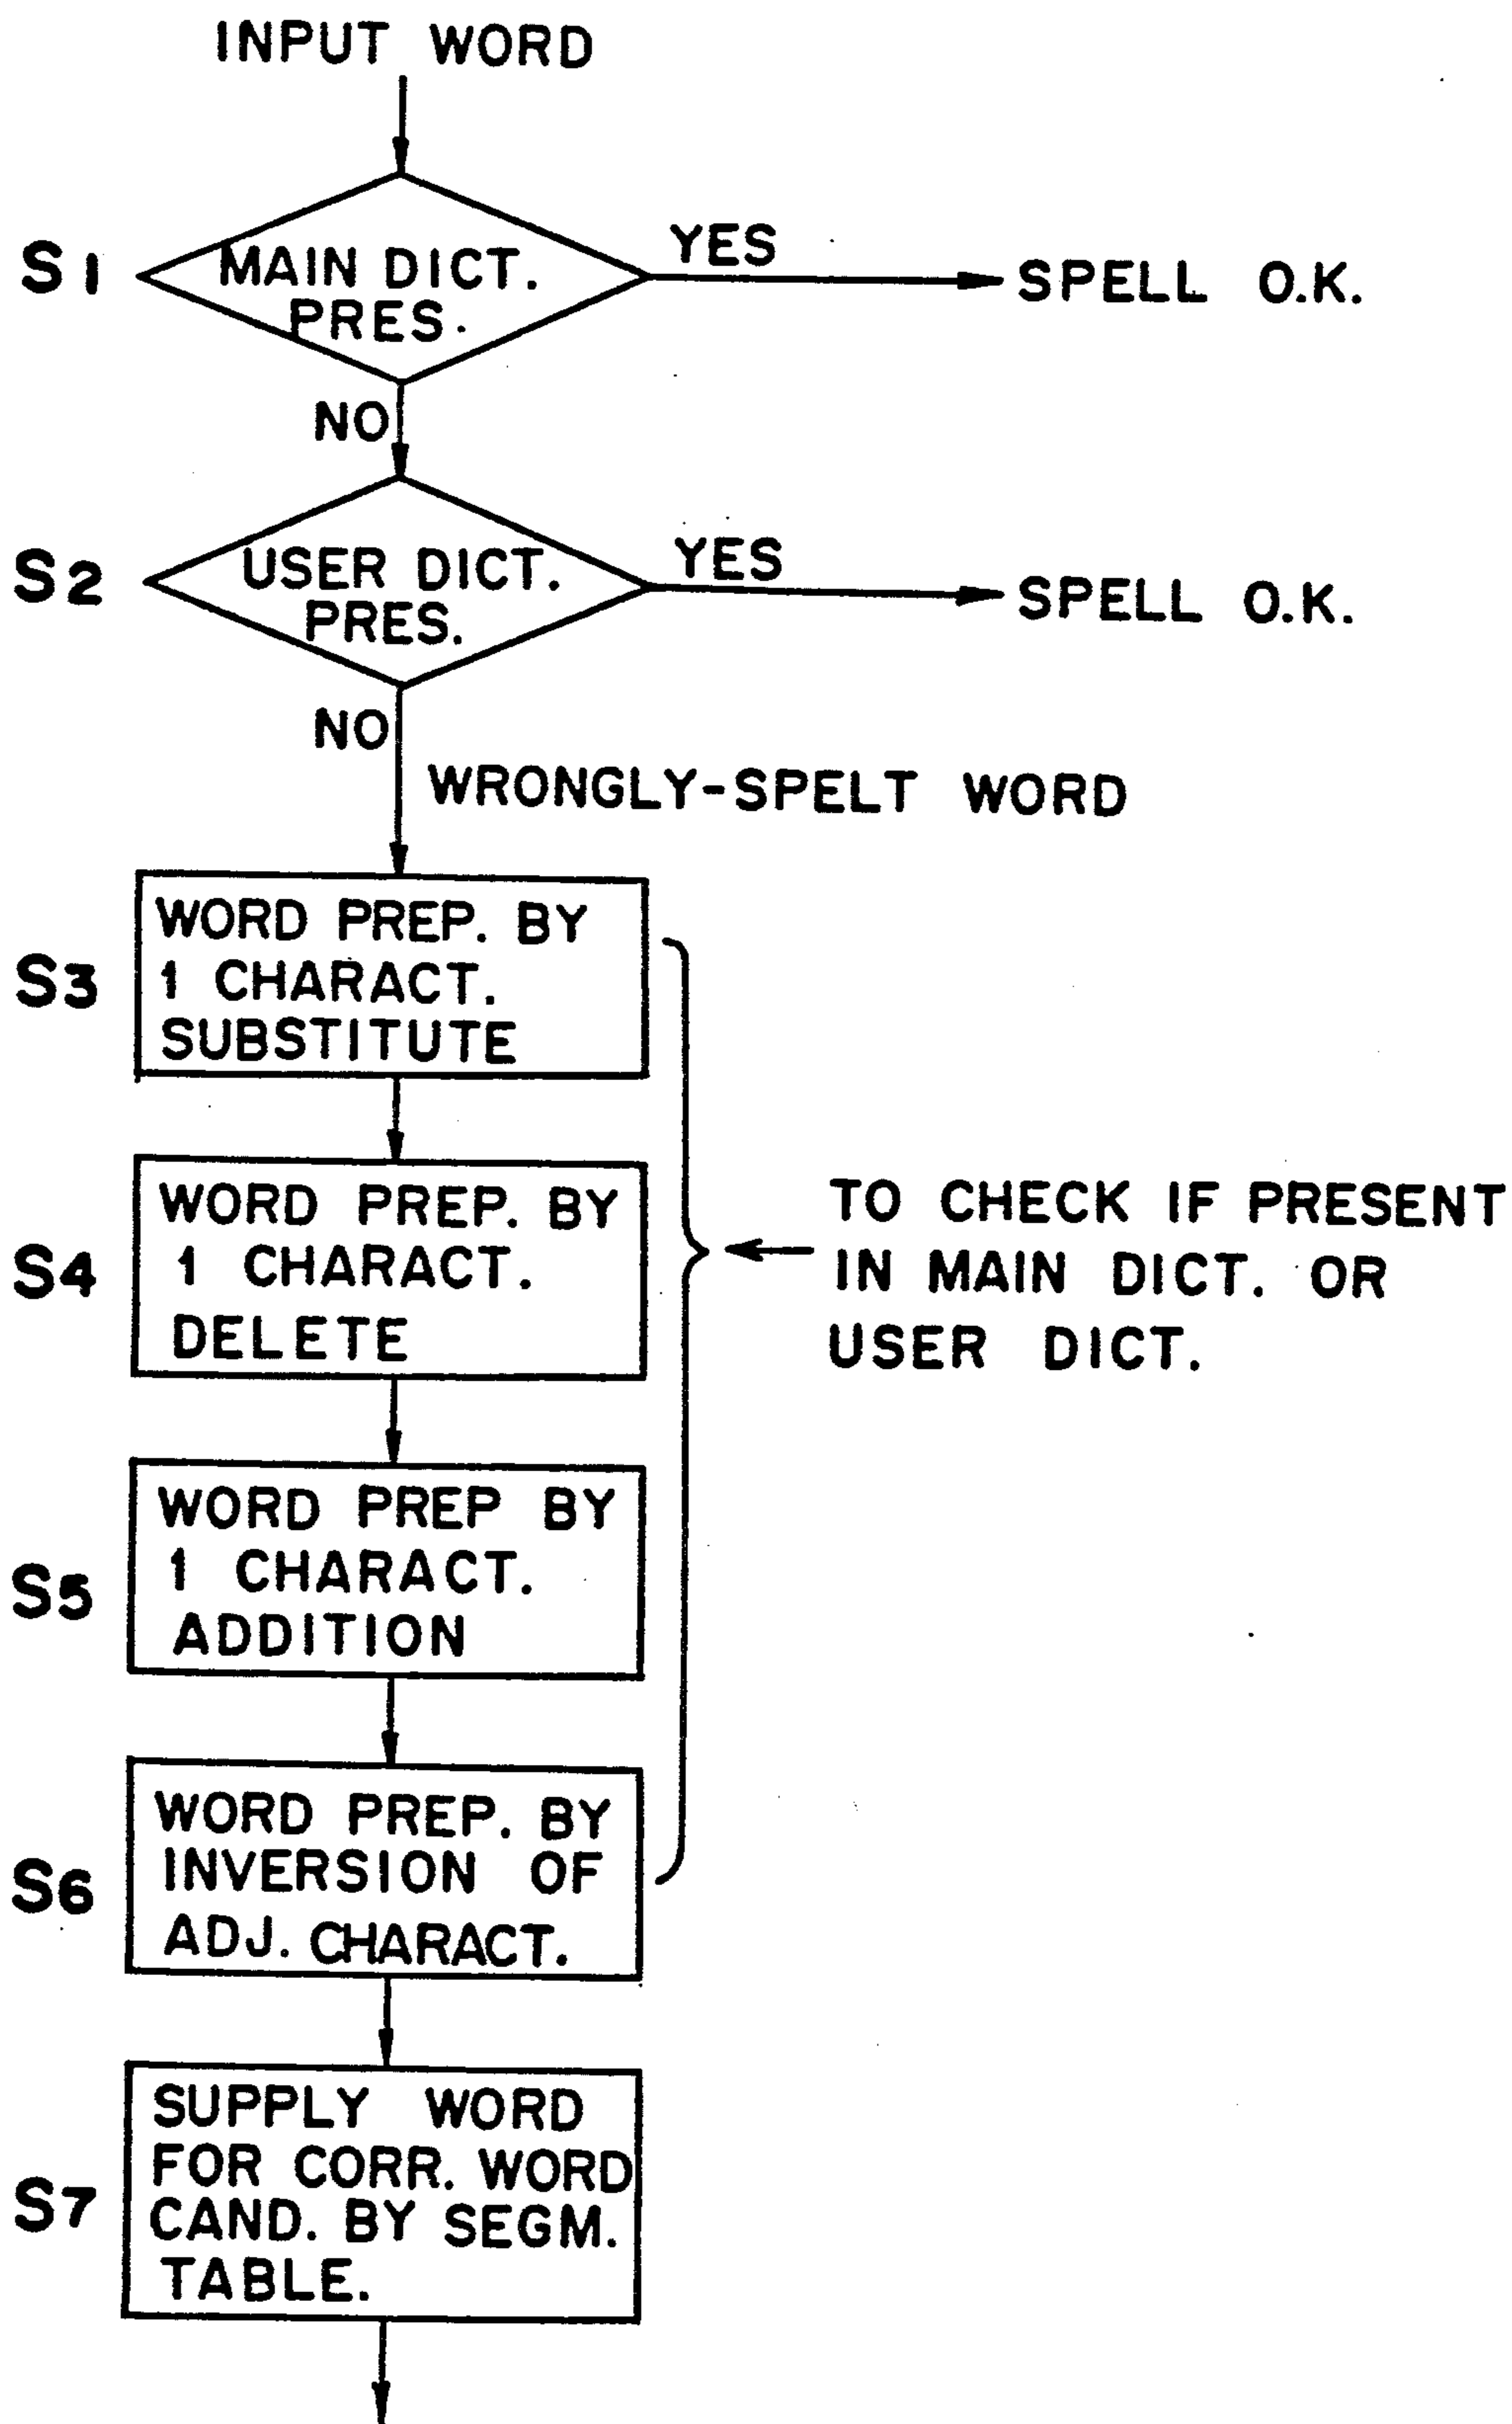 INPUT WORD
S1
MAIN DICT.
PRES.
YES
SPELL O.K.
NO
S2
USER DICT.
PRES.
YES
SPELL O.K.
NO
WRONGLY-SPELT WORD
S3
WORD PREP. BY
1 CHARACT.
SUBSTITUTE
S4
WORD PREP. BY
1 CHARACT.
DELETE
TO CHECK IF PRESENT
IN MAIN DICT. OR
USER DICT.
S5
WORD PREP BY
1 CHARACT.
ADDITION
S6
WORD PREP. BY
INVERSION OF
ADJ. CHARACT.
S7
SUPPLY WORD
FOR CORR. WORD
CAND. BY SEGM.
TABLE.